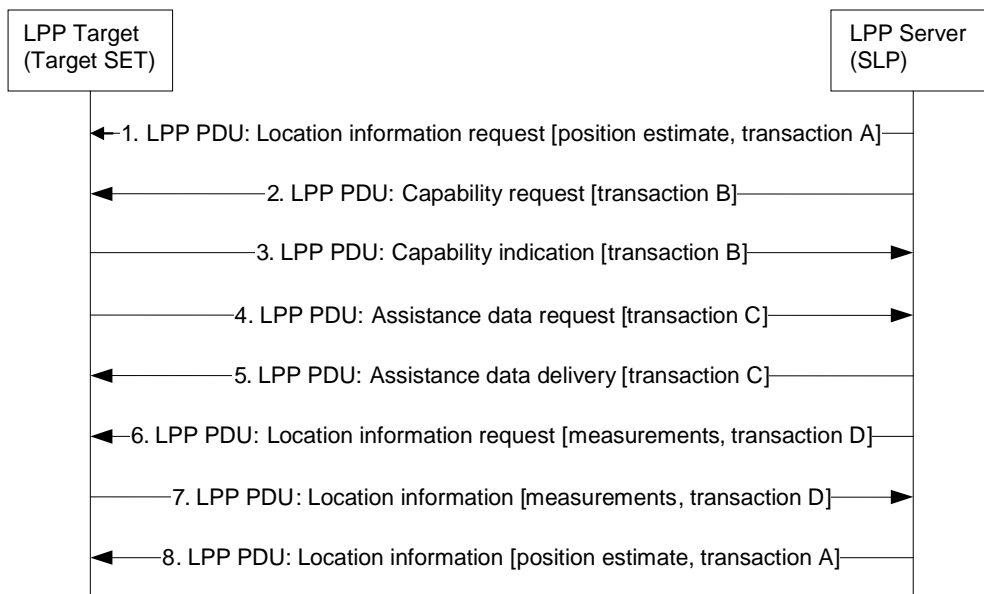 LPP Target
(Target SET)
LPP Server
(SLP)
1. LPP PDU: Location information request [position estimate, transaction A]
2. LPP PDU: Capability request [transaction B]
3. LPP PDU: Capability indication [transaction B]
4. LPP PDU: Assistance data request [transaction C]
5. LPP PDU: Assistance data delivery [transaction C]
6. LPP PDU: Location information request [measurements, transaction D]
7. LPP PDU: Location information [measurements, transaction D]
8. LPP PDU: Location information [position estimate, transaction A]